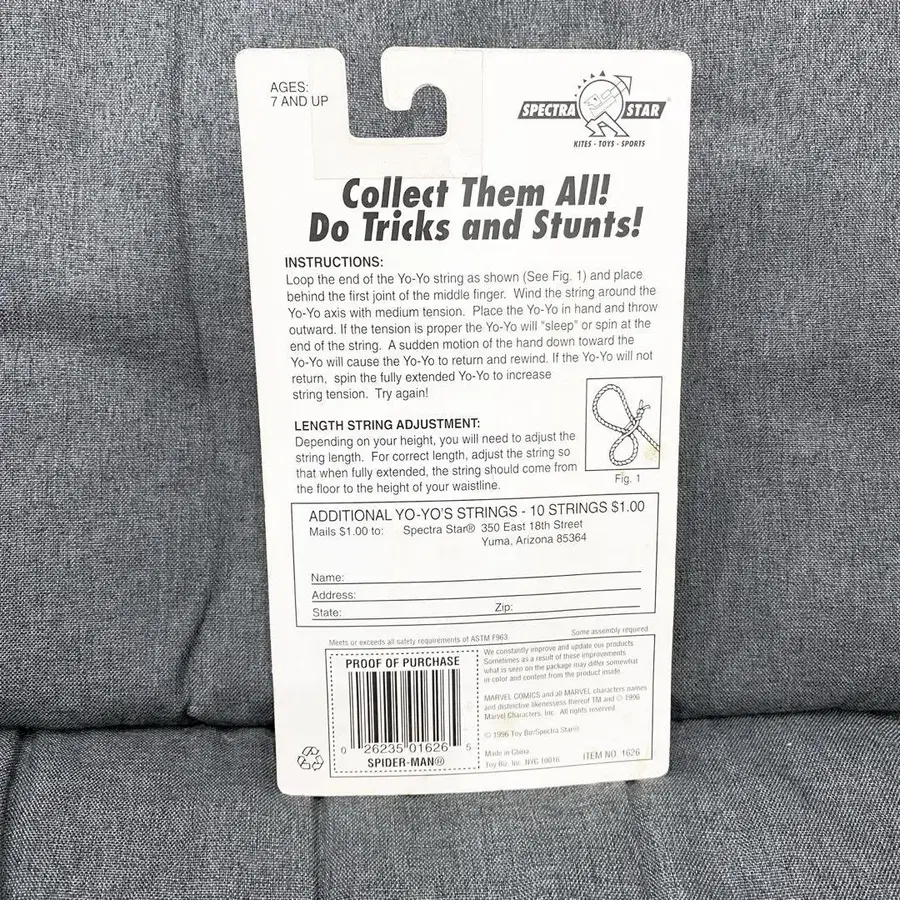 AGES:
7 AND UP
SPECTRA STAR®
KITES - TOYS - SPORTS
Collect Them All!
Do Tricks and Stunts!
INSTRUCTIONS:
Loop the end of the Yo-Yo string as shown (See Fig. 1) and place
behind the first joint of the middle finger. Wind the string around the
Yo-Yo axis with medium tension. Place the Yo-Yo in hand and throw
outward. If the tension is proper the Yo-Yo will "sleep" or spin at the
end of the string. A sudden motion of the hand down toward the
Yo-Yo will cause the Yo-Yo to return and rewind. If the Yo-Yo will not
return, spin the fully extended Yo-Yo to increase
string tension. Try again!
LENGTH STRING ADJUSTMENT:
Depending on your height, you will need to adjust the
string length. For correct length, adjust the string so
that when fully extended, the string should come from
the floor to the height of your waistline.
Fig. 1
ADDITIONAL YO-YO'S STRINGS - 10 STRINGS $1.00
Mails $1.00 to: Spectra Star® 350 East 18th Street
Yuma, Arizona 85364
Name:
Address:
State: Zip:
Meets or exceeds all safety requirements of ASTM F963.
Some assembly required
PROOF OF PURCHASE
0 26235 01626 5
SPIDER-MAN®
We constantly improve and update our products
Sometimes as a result of these improvements
what is seen on the package may differ somewhat
in color and content from the product inside.
MARVEL COMICS and all MARVEL characters names
and distinctive likenessess thereof TM and © 1996
Marvel Characters, Inc. All rights reserved
© 1996 Toy Biz/Spectra Star®
Made in China
Toy Biz, Inc. NYC 10016
ITEM NO. 1626